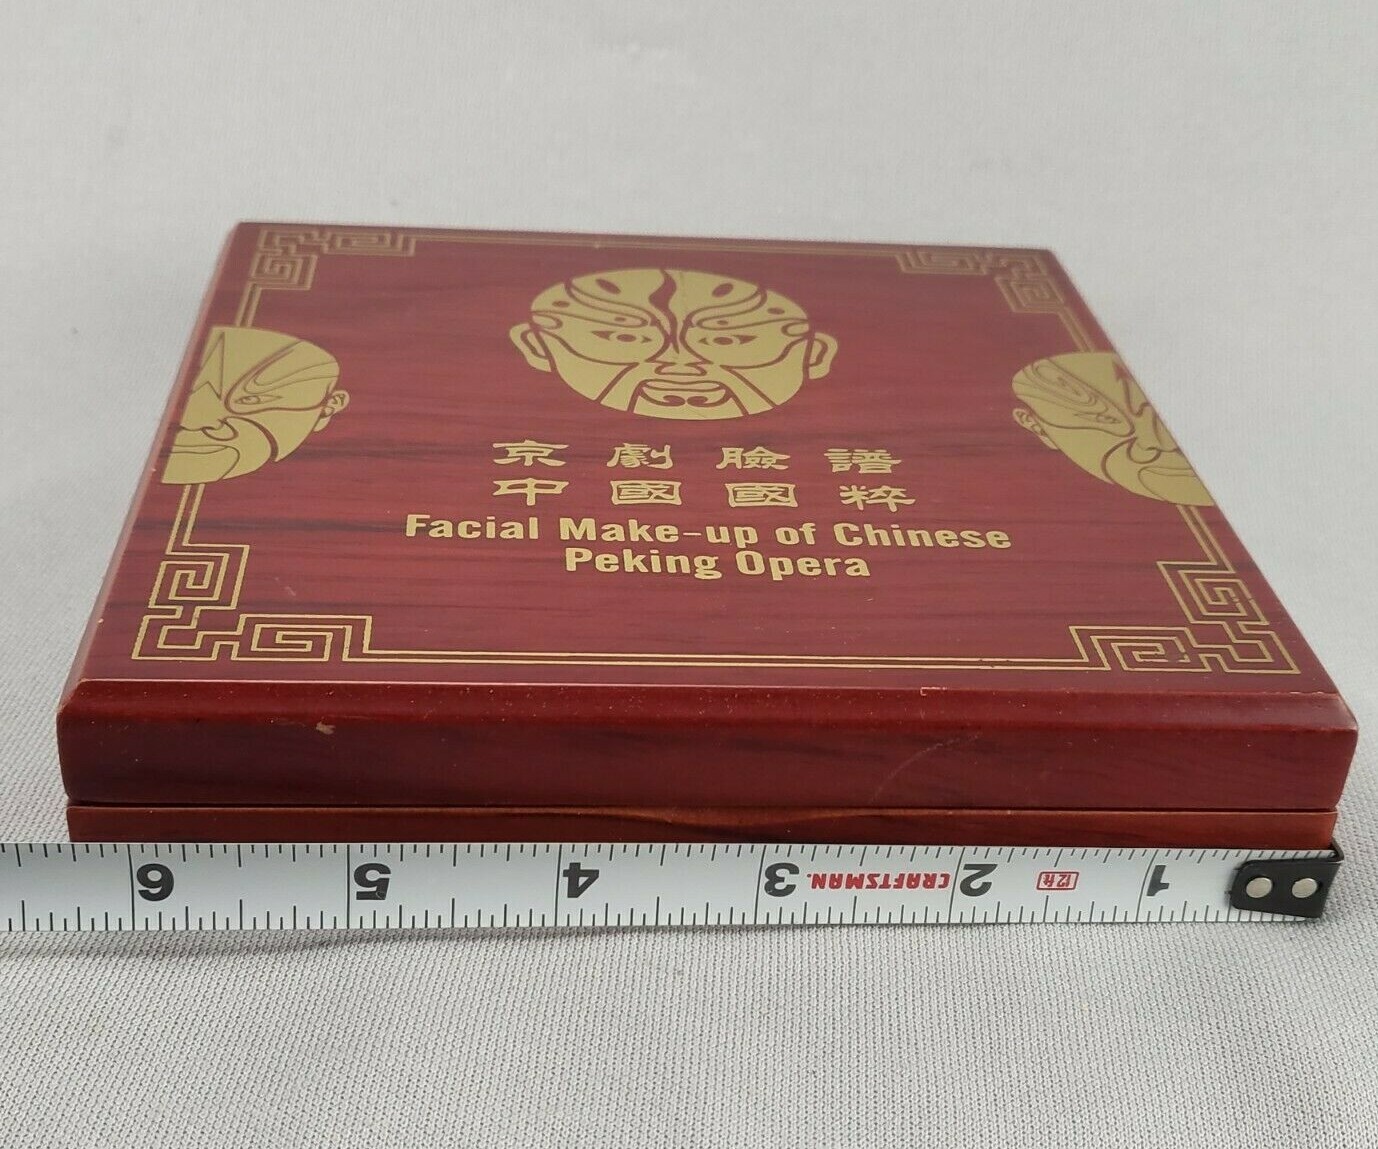 京劇臉譜
中國國粹
Facial Make-up of Chinese
Peking Opera
6 5 4 3 CRAFTSMAN. 2 12ft 1